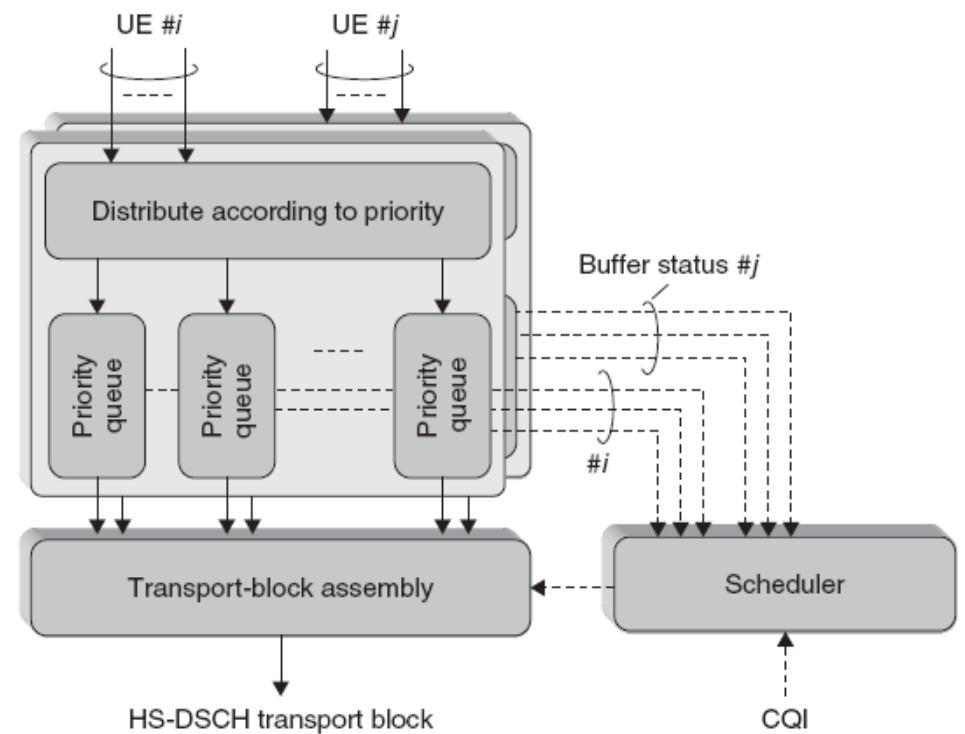 UE #i
UE #j
Distribute according to priority
Buffer status #j
Priority
queue
Priority
queue
Priority
queue
#i
Transport-block assembly
Scheduler
HS-DSCH transport block
CQI